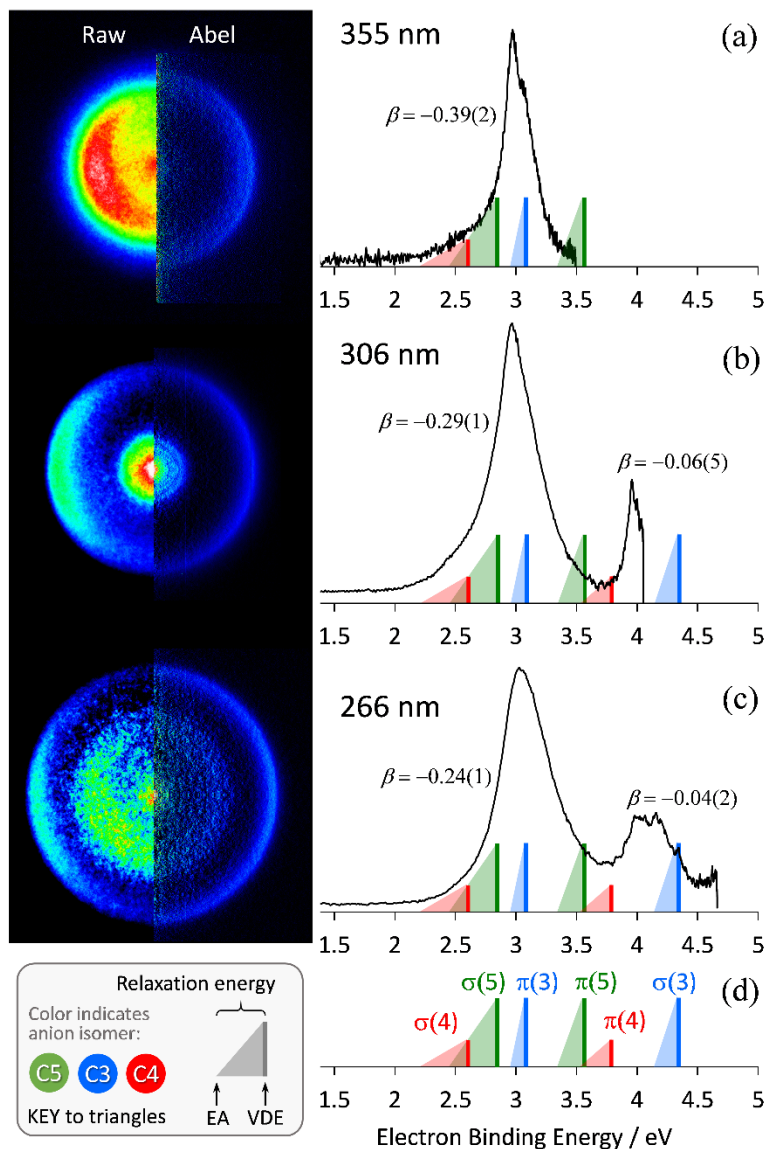 Raw Abel
355 nm
(a)
β = −0.39(2)
1.5 2 2.5 3 3.5 4 4.5 5
306 nm
(b)
β = −0.29(1)
β = −0.06(5)
1.5 2 2.5 3 3.5 4 4.5 5
266 nm
(c)
β = −0.24(1)
β = −0.04(2)
1.5 2 2.5 3 3.5 4 4.5 5
σ(5) π(3) π(5) σ(3) (d)
σ(4) π(4)
1.5 2 2.5 3 3.5 4 4.5 5
Electron Binding Energy / eV
Relaxation energy
Color indicates
anion isomer:
C5 C3 C4
KEY to triangles
EA VDE